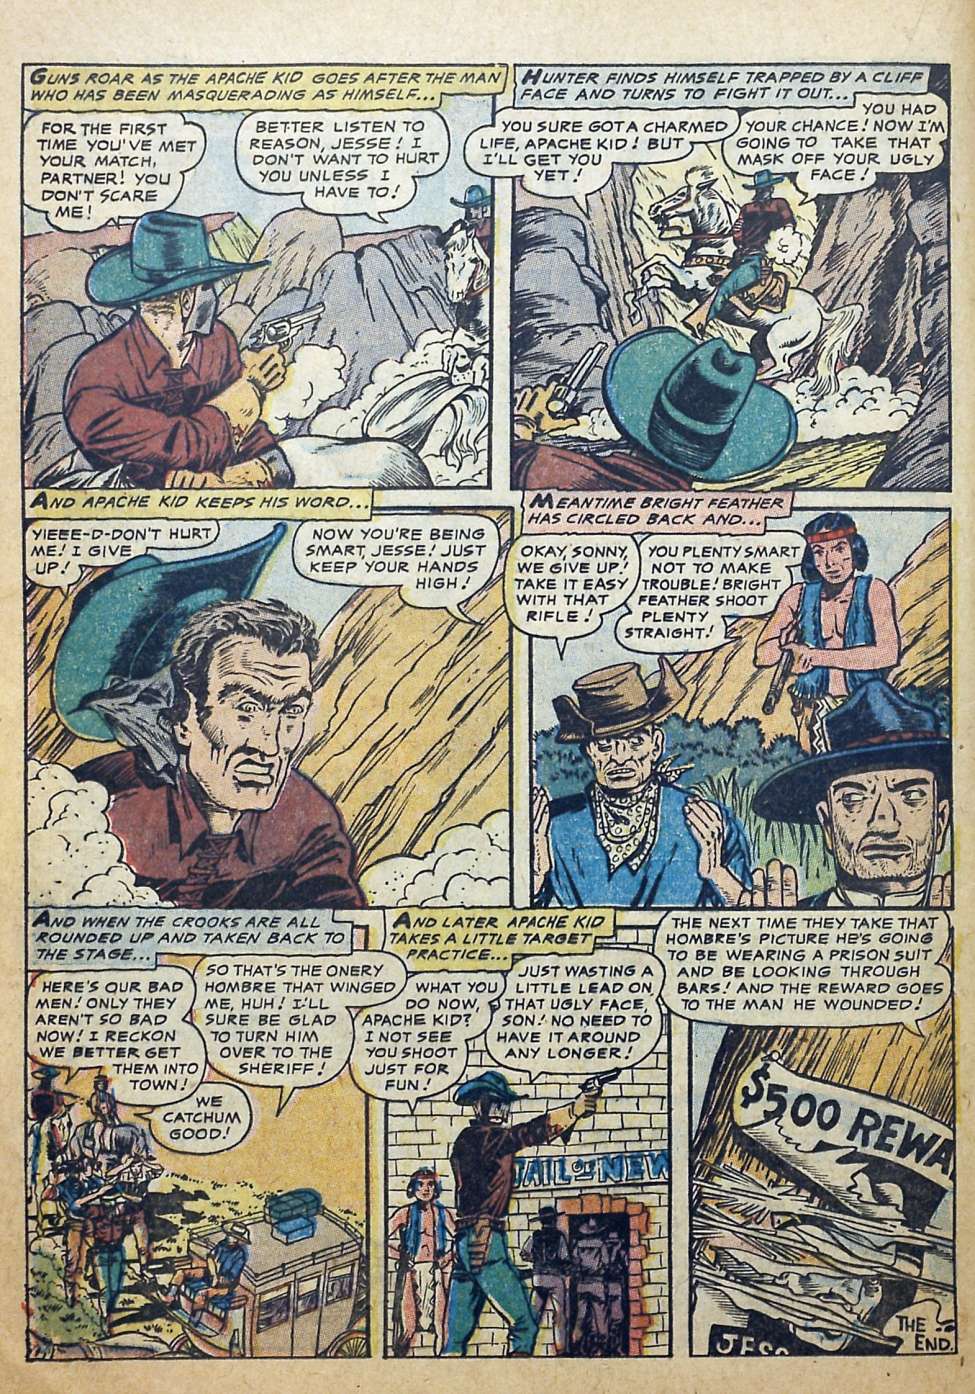 GUNS ROAR AS THE APACHE KID GOES AFTER THE MAN
WHO HAS BEEN MASQUERADING AS HIMSELF...
FOR THE FIRST
TIME YOU'VE MET
YOUR MATCH,
PARTNER! YOU
DON'T SCARE
ME!
BETTER LISTEN TO
REASON, JESSE! I
DON'T WANT TO HURT
YOU UNLESS I
HAVE TO!
HUNTER FINDS HIMSELF TRAPPED BY A CLIFF
FACE AND TURNS TO FIGHT IT OUT...
YOU SURE GOT A CHARMED
LIFE, APACHE KID! BUT
I'LL GET YOU
YET!
YOU HAD
YOUR CHANCE! NOW I'M
GOING TO TAKE THAT
MASK OFF YOUR UGLY
FACE!
AND APACHE KID KEEPS HIS WORD...
YIEEE-D-DON'T HURT
ME! I GIVE
UP!
NOW YOU'RE BEING
SMART, JESSE! JUST
KEEP YOUR HANDS
HIGH!
MEANTIME BRIGHT FEATHER
HAS CIRCLED BACK AND...
OKAY, SONNY,
WE GIVE UP!
TAKE IT EASY
WITH THAT
RIFLE!
YOU PLENTY SMART
NOT TO MAKE
TROUBLE! BRIGHT
FEATHER SHOOT
PLENTY
STRAIGHT!
AND WHEN THE CROOKS ARE ALL
ROUNDED UP AND TAKEN BACK TO
THE STAGE...
HERE'S OUR BAD
MEN! ONLY THEY
AREN'T SO BAD
NOW! I RECKON
WE BETTER GET
THEM INTO
TOWN!
WE
CATCHUM
GOOD!
SO THAT'S THE ONERY
HOMBRE THAT WINGED
ME, HUH! I'LL
SURE BE GLAD
TO TURN HIM
OVER TO THE
SHERIFF!
AND LATER APACHE KID
TAKES A LITTLE TARGET
PRACTICE...
WHAT YOU
DO NOW,
APACHE KID?
I NOT SEE
YOU SHOOT
JUST FOR
FUN!
JUST WASTING A
LITTLE LEAD ON
THAT UGLY FACE,
SON! NO NEED TO
HAVE IT AROUND
ANY LONGER!
JAIL OF NEW
THE NEXT TIME THEY TAKE THAT
HOMBRE'S PICTURE HE'S GOING
TO BE WEARING A PRISON SUIT
AND BE LOOKING THROUGH
BARS! AND THE REWARD GOES
TO THE MAN HE WOUNDED!
$500 REWA
JESS
THE
END.